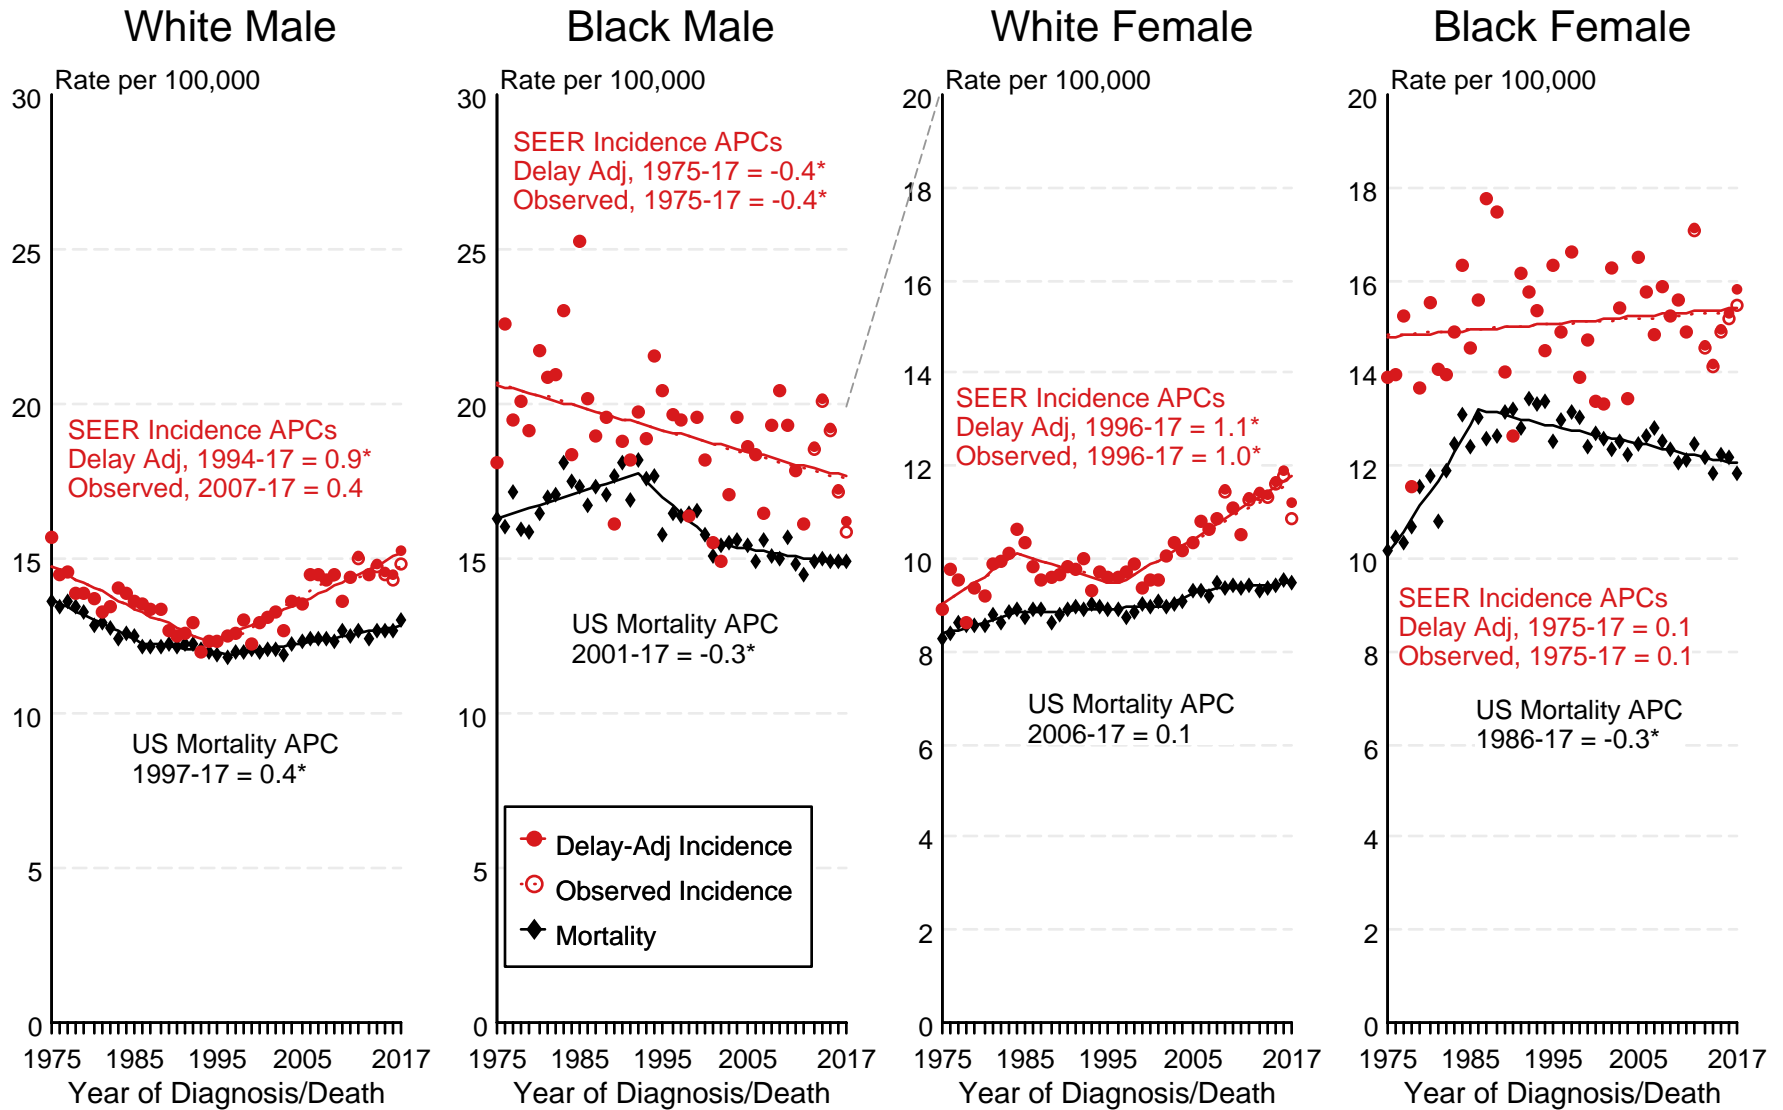 White Male
Rate per 100,000
30
25
20
15
10
5
0
SEER Incidence APCs
Delay Adj, 1994-17 = 0.9*
Observed, 2007-17 = 0.4
US Mortality APC
1997-17 = 0.4*
1975 1985 1995 2005 2017
Year of Diagnosis/Death
Black Male
Rate per 100,000
30
25
20
15
10
5
0
SEER Incidence APCs
Delay Adj, 1975-17 = -0.4*
Observed, 1975-17 = -0.4*
US Mortality APC
2001-17 = -0.3*
Delay-Adj Incidence
Observed Incidence
Mortality
1975 1985 1995 2005 2017
Year of Diagnosis/Death
White Female
Rate per 100,000
20
18
16
14
12
10
8
6
4
2
0
SEER Incidence APCs
Delay Adj, 1996-17 = 1.1*
Observed, 1996-17 = 1.0*
US Mortality APC
2006-17 = 0.1
1975 1985 1995 2005 2017
Year of Diagnosis/Death
Black Female
Rate per 100,000
20
18
16
14
12
10
8
6
4
2
0
SEER Incidence APCs
Delay Adj, 1975-17 = 0.1
Observed, 1975-17 = 0.1
US Mortality APC
1986-17 = -0.3*
1975 1985 1995 2005 2017
Year of Diagnosis/Death